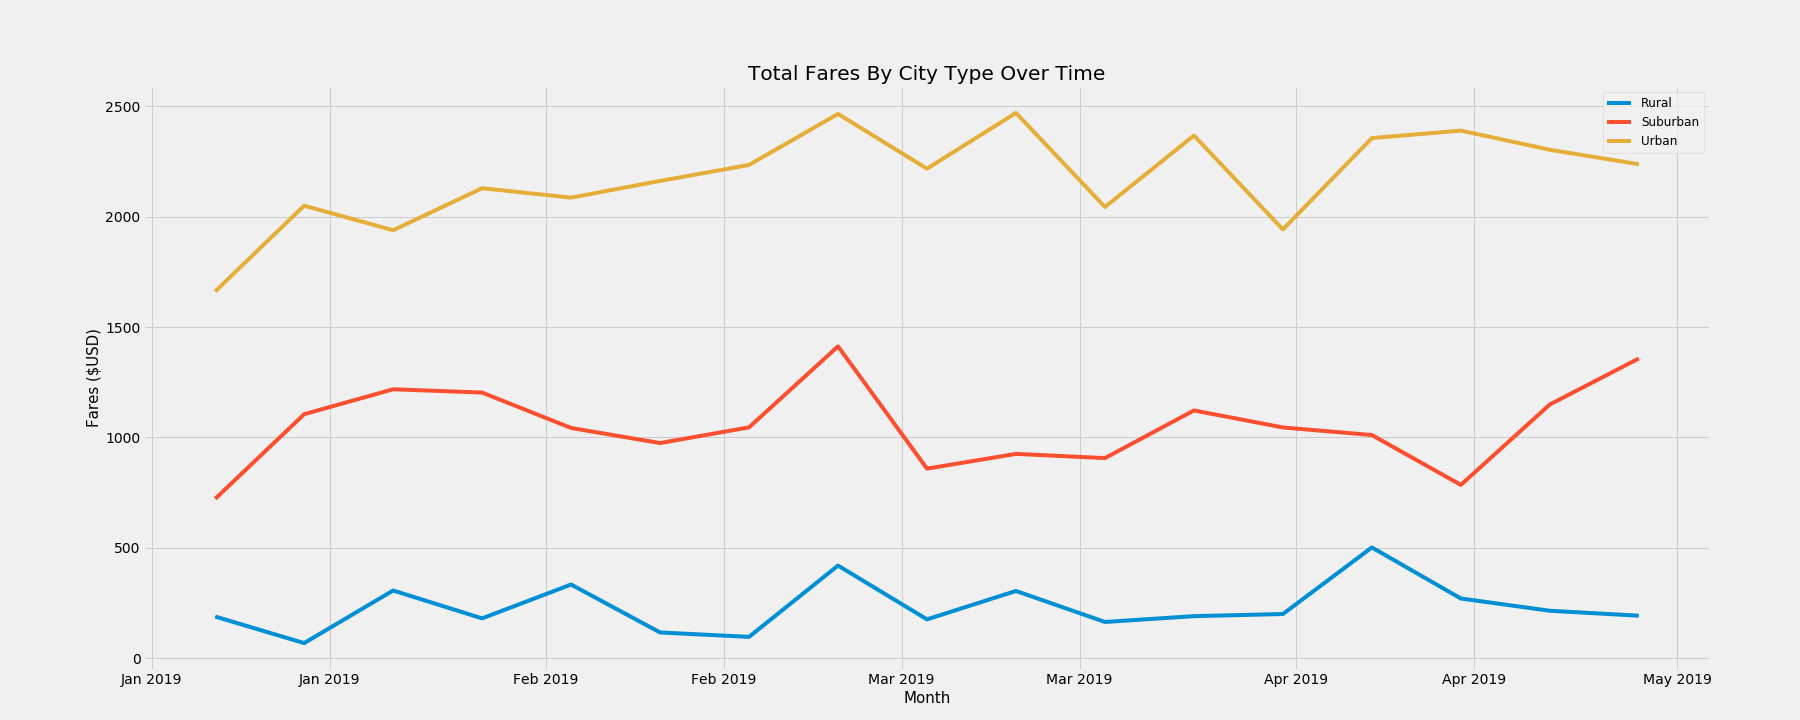 Total Fares By City Type Over Time
Rural
Suburban
Urban
2500
2000
1500
1000
500
0
Fares ($USD)
Jan 2019 Jan 2019 Feb 2019 Feb 2019 Mar 2019 Mar 2019 Apr 2019 Apr 2019 May 2019
Month